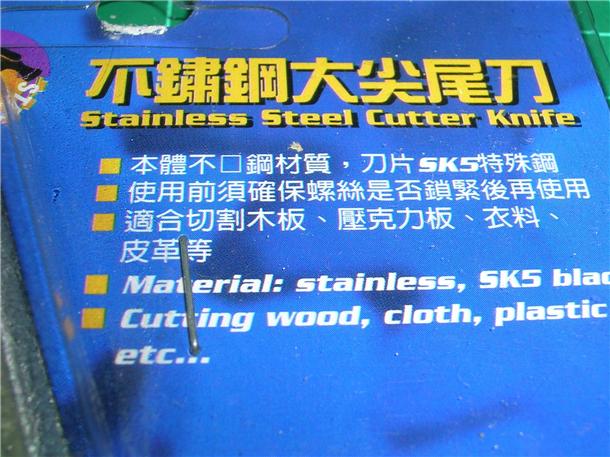 不鏽鋼大尖尾刀
Stainless Steel Cutter Knife
本體不□鋼材質，刀片SK5特殊鋼
使用前須確保螺絲是否鎖緊後再使用
適合切割木板、壓克力板、衣料、
皮革等
Material: stainless, SK5
Cutting wood, cloth, plastic
etc...